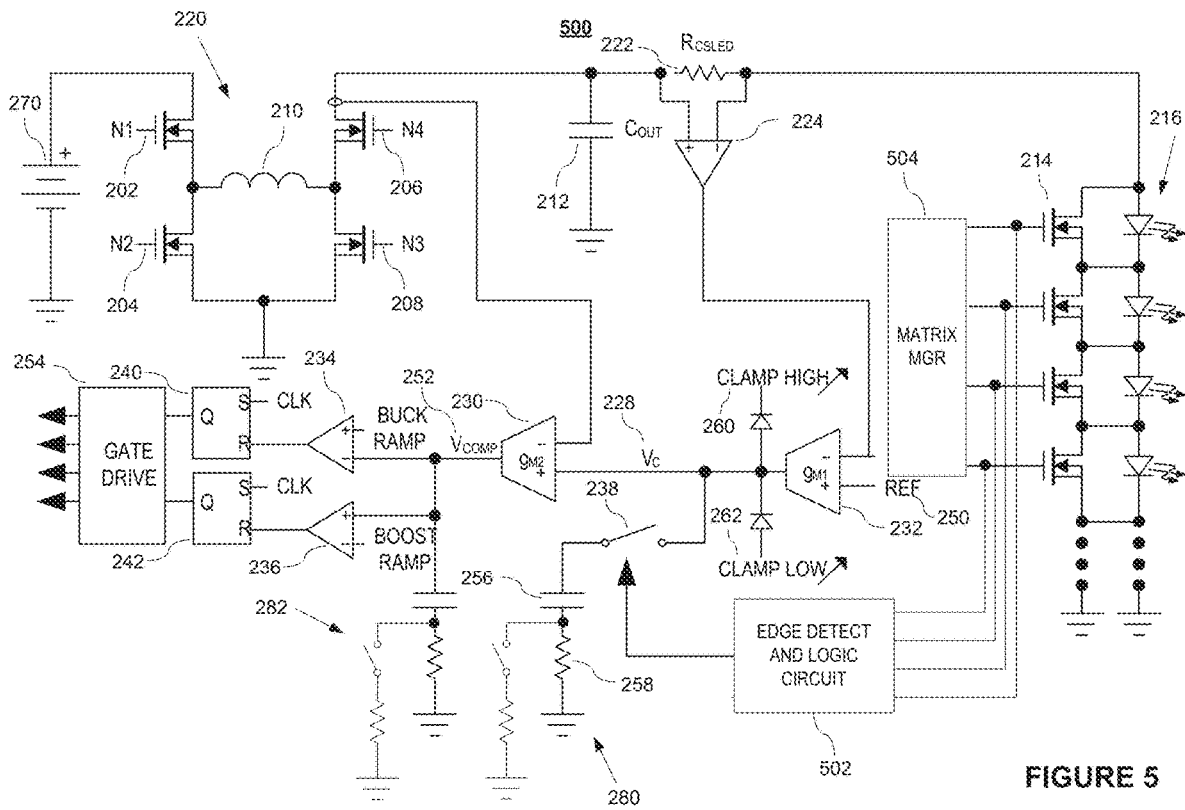 500
220
222
RCSLED
270
+
N1
202
210
N4
206
COUT
212
+
-
224
504
214
216
N2
204
N3
208
MATRIX
MGR
254
240
234
252
230
228
CLAMP HIGH
260
GATE
DRIVE
Q
S
CLK
R
+
-
BUCK
RAMP
VCOMP
gM2
-
+
VC
gM1
-
+
REF
250
232
238
262
CLAMP LOW
Q
S
CLK
R
242
+
-
236
BOOST
RAMP
256
282
258
280
EDGE DETECT
AND LOGIC
CIRCUIT
502
FIGURE 5